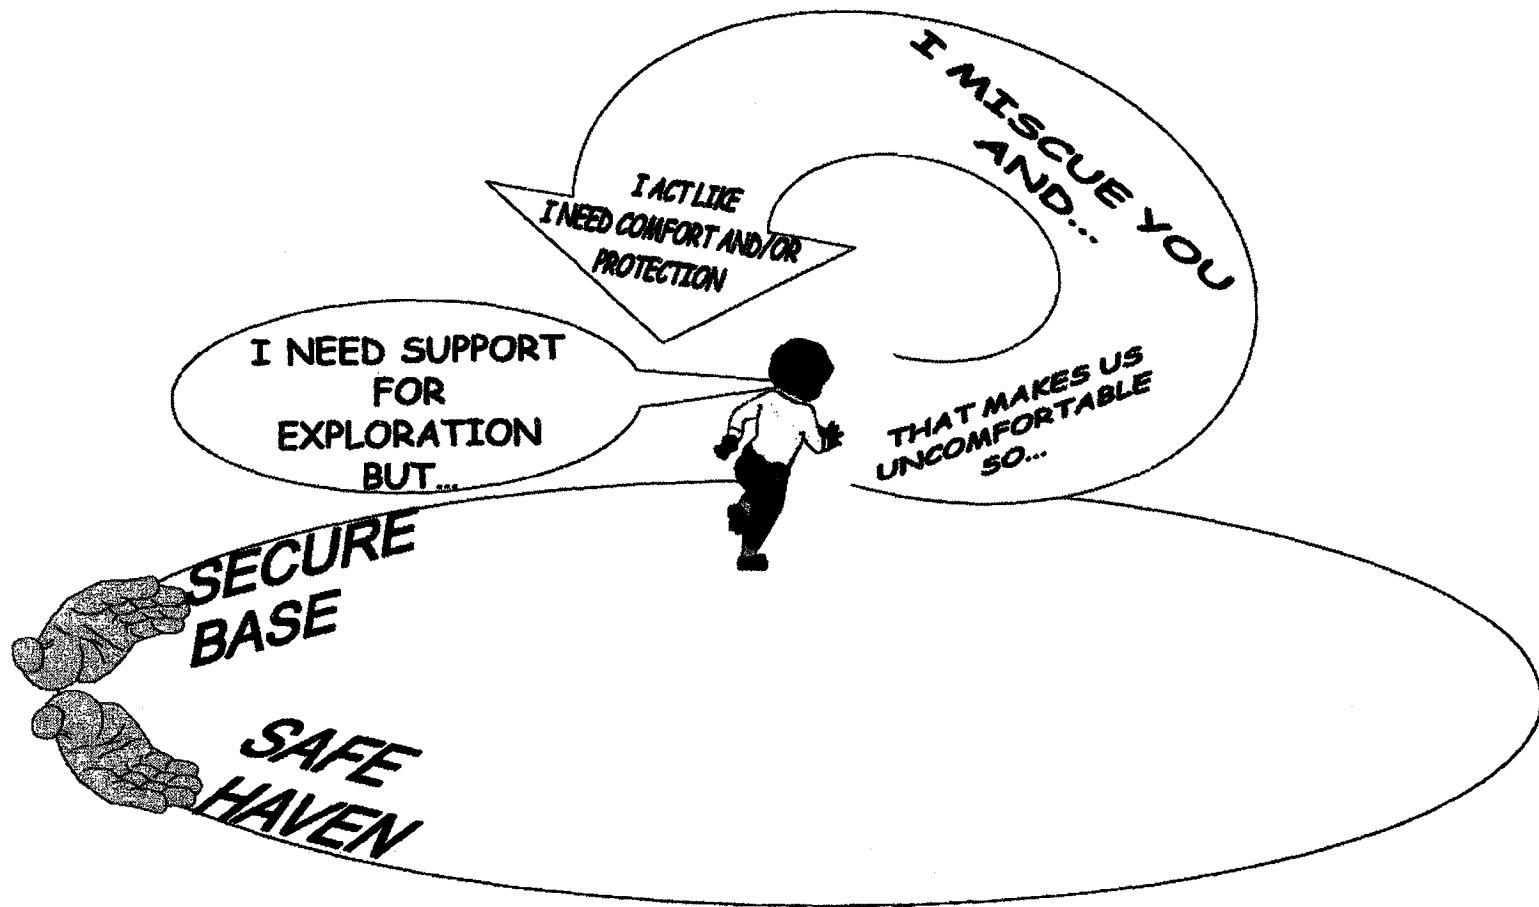 I NEED SUPPORT
FOR
EXPLORATION
BUT...
THAT MAKES US
UNCOMFORTABLE
SO...
I MISCUE YOU
AND...
I ACT LIKE
I NEED COMFORT AND/OR
PROTECTION
SECURE
BASE
SAFE
HAVEN